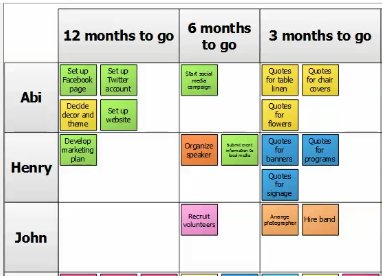 12 months to go
6 months
to go
3 months to go
Abi
Set up
Facebook
page
Set up
Twitter
account
Decide
decor and
theme
Set up
website
Start social
media
campaign
Quotes
for table
linen
Quotes
for chair
covers
Quotes
for
flowers
Henry
Develop
marketing
plan
Organize
speaker
Submit event
information to
local media
Quotes
for
banners
Quotes
for
programs
Quotes
for
signage
John
Recruit
volunteers
Arrange
photographer
Hire band